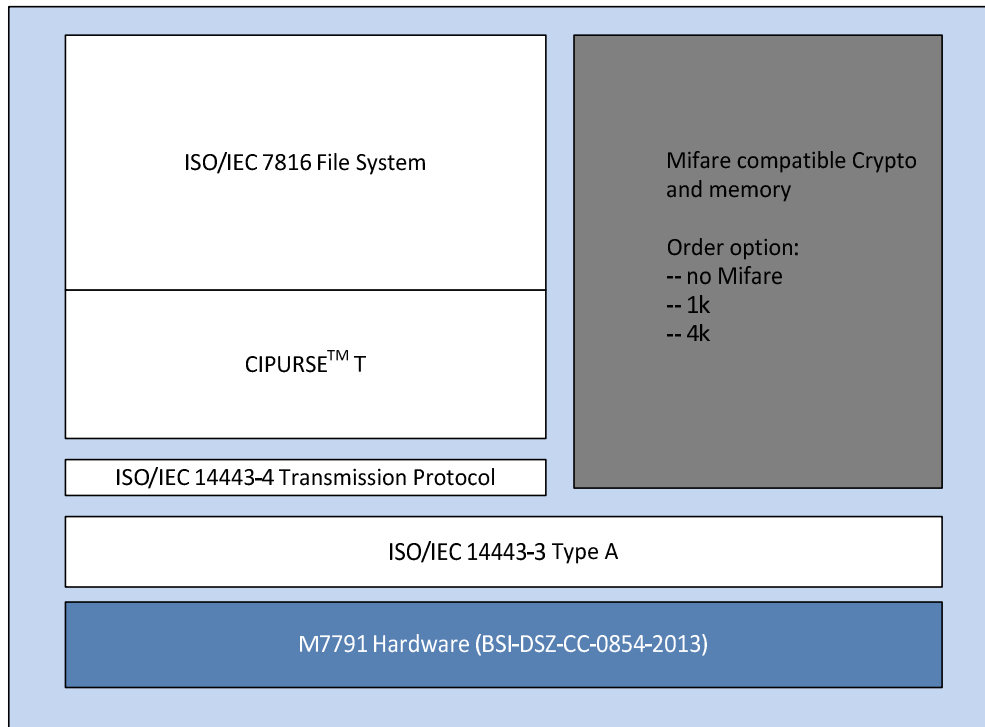 ISO/IEC 7816 File System
CIPURSE™ T
ISO/IEC 14443-4 Transmission Protocol
Mifare compatible Crypto
and memory
Order option:
-- no Mifare
-- 1k
-- 4k
ISO/IEC 14443-3 Type A
M7791 Hardware (BSI-DSZ-CC-0854-2013)